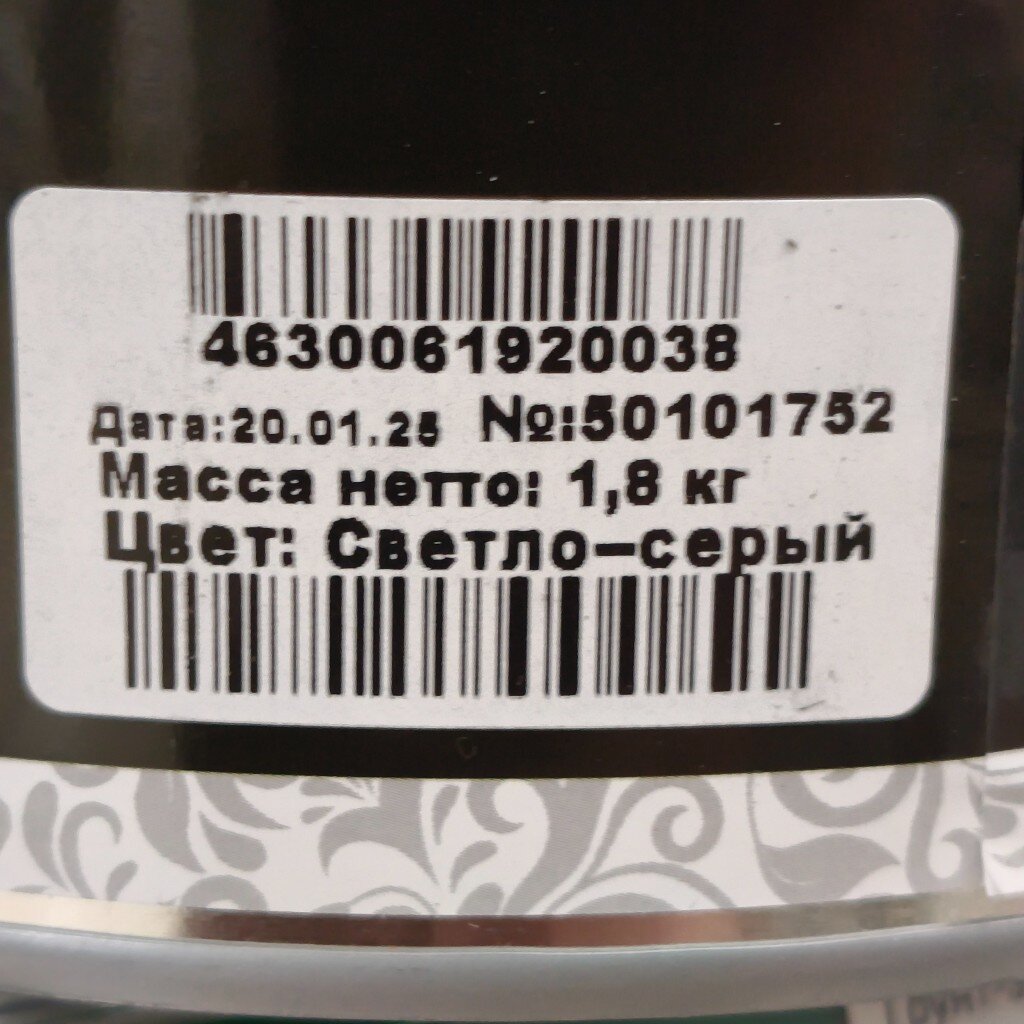 4630061920038
Дата:20.01.25 №:50101752
Масса нетто: 1,8 кг
Цвет: Светло-серый